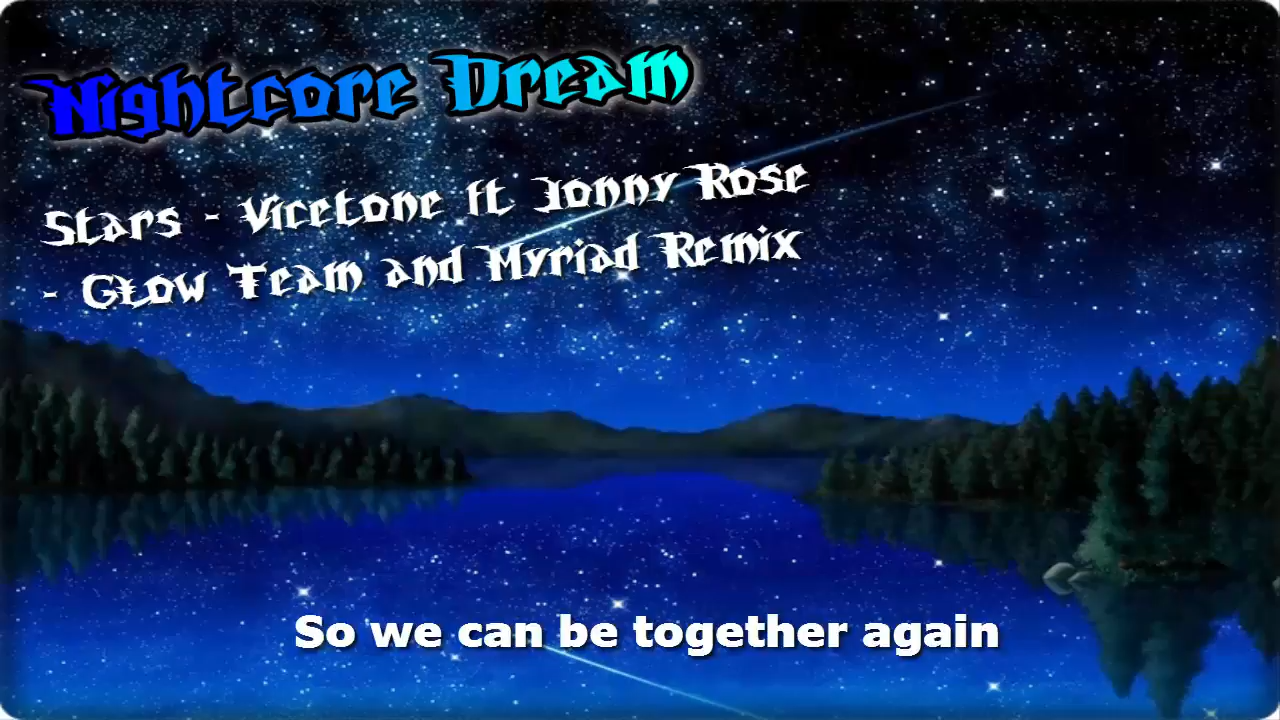 Nightcore Dream
Stars - Vicetone ft Jonny Rose
- Glow Team and Myriad Remix
So we can be together again